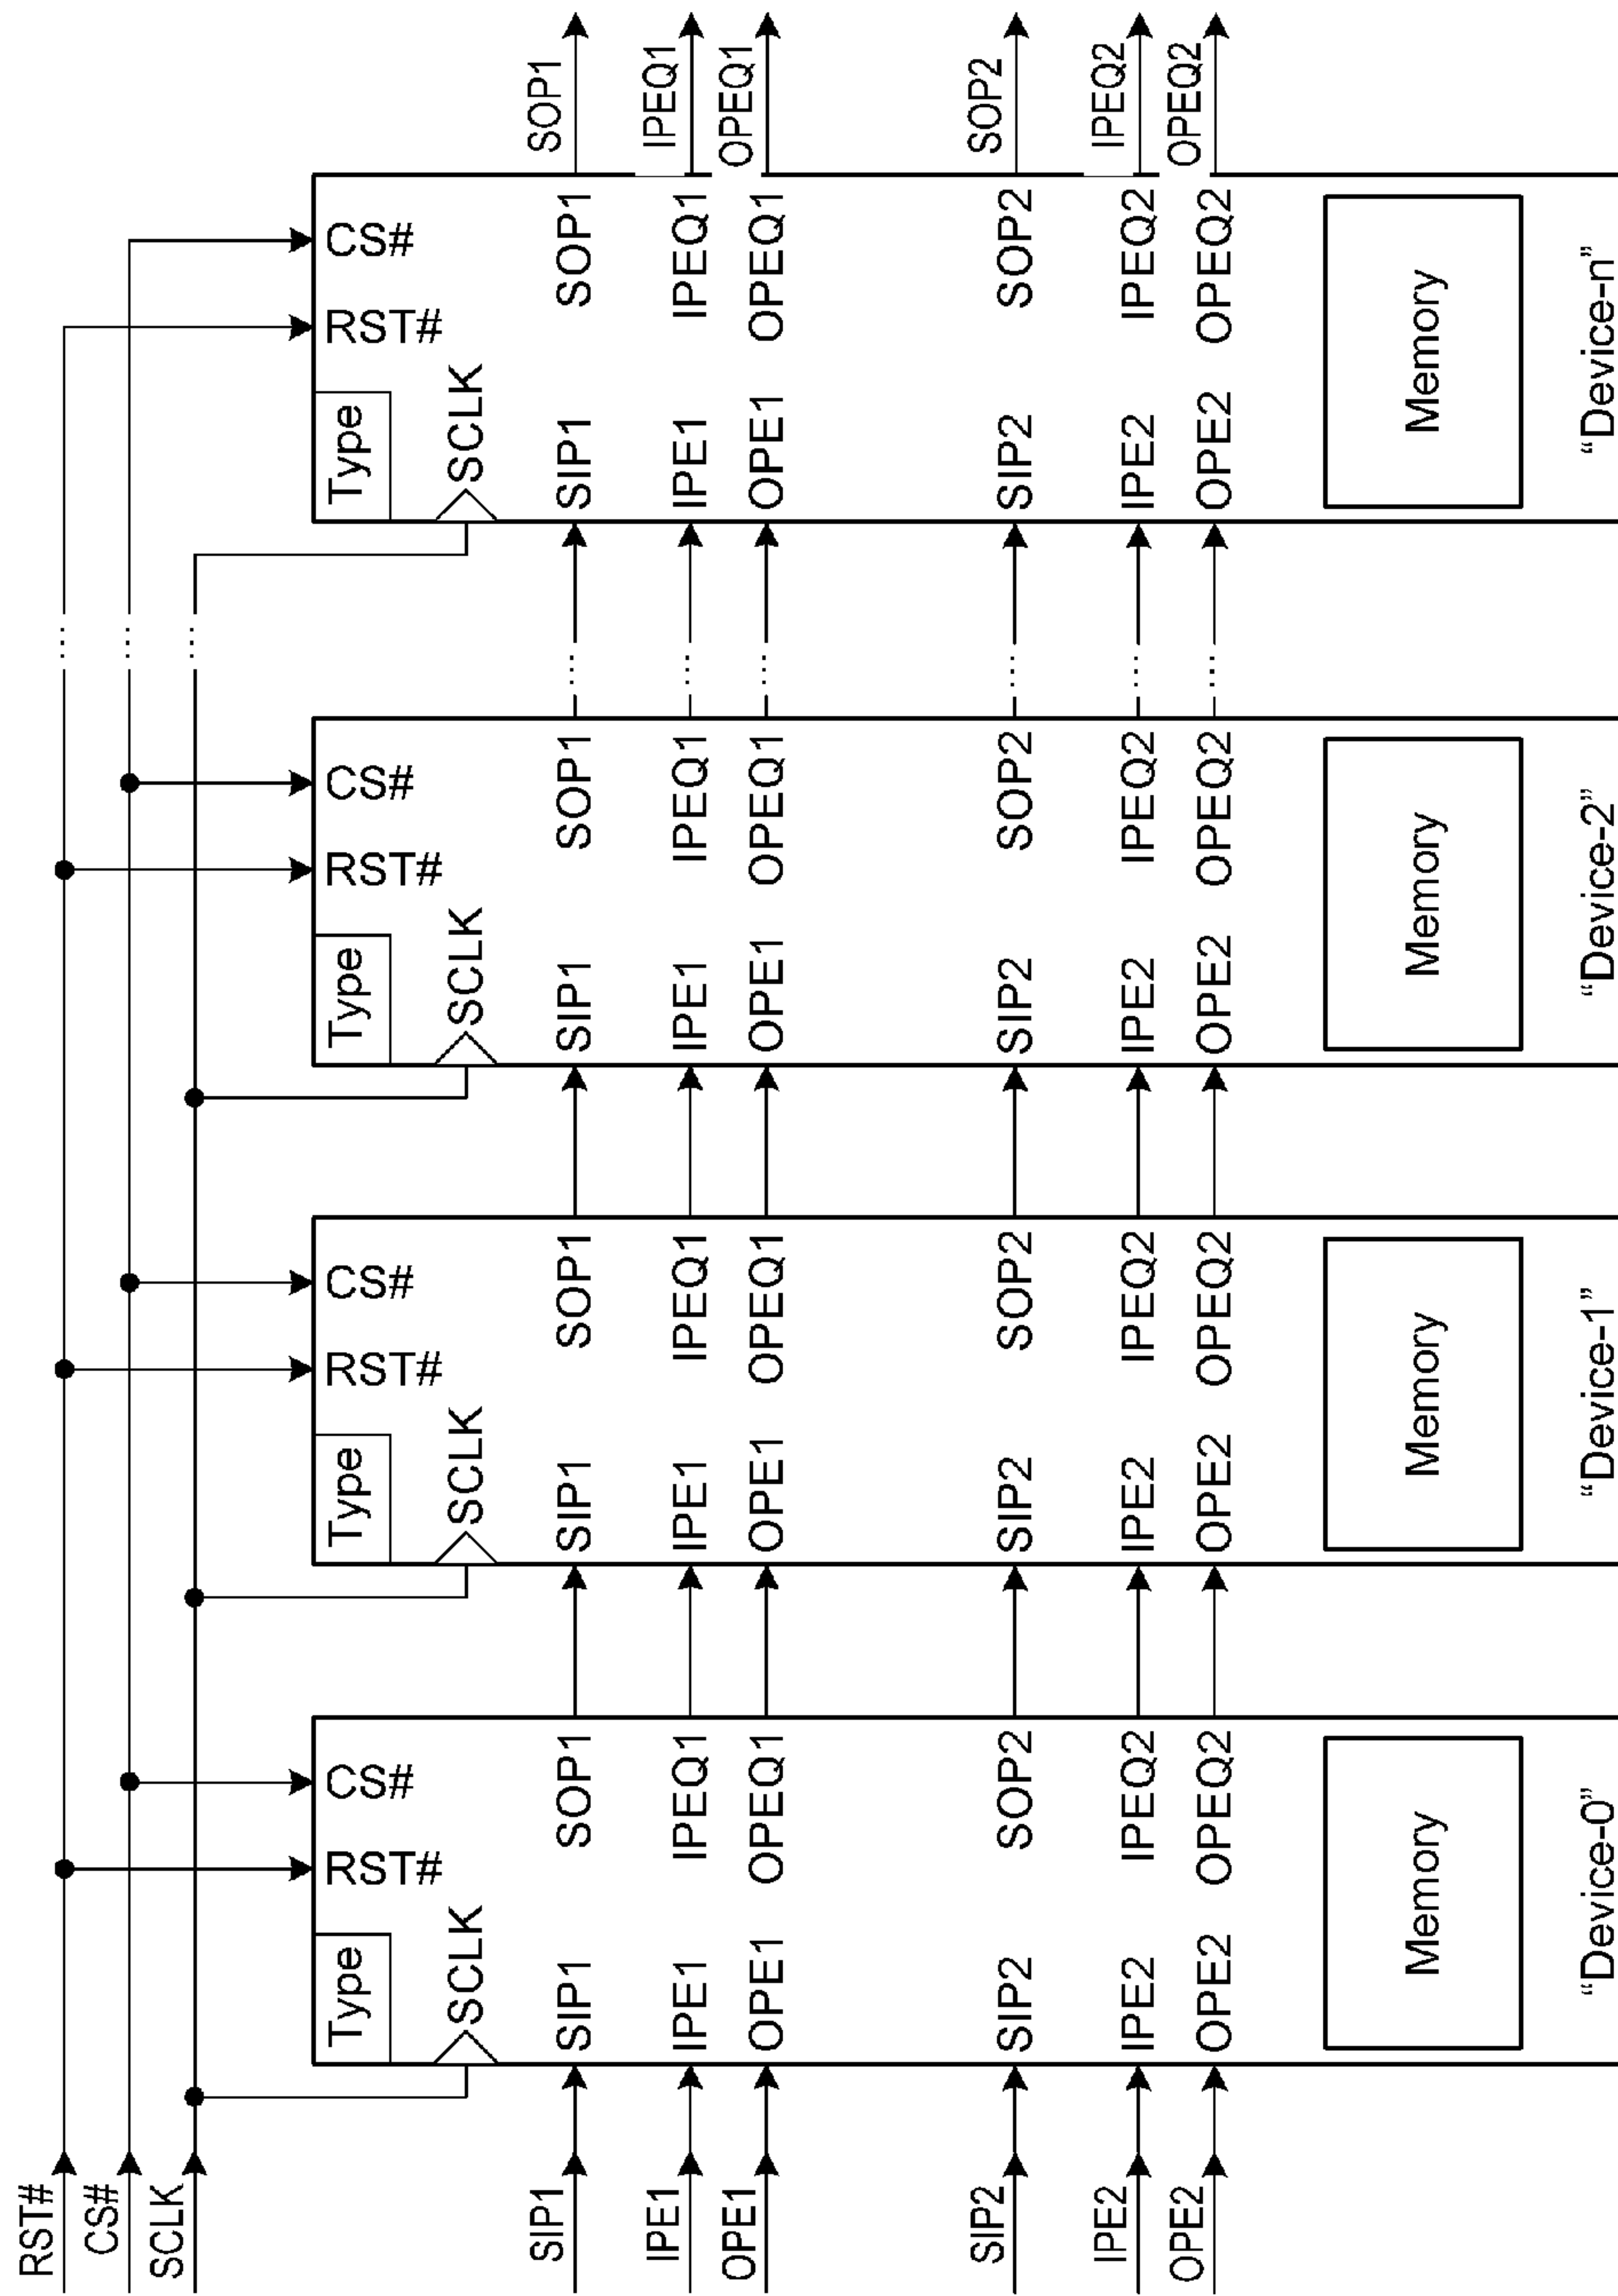 RST#
CS#
SCLK
SIP1
IPE1
OPE1
SIP2
IPE2
OPE2
Type
RST#
CS#
SCLK
SIP1 SOP1
IPE1 IPEQ1
OPE1 OPEQ1
SIP2 SOP2
IPE2 IPEQ2
OPE2 OPEQ2
Memory
“Device-0”
Type
RST#
CS#
SCLK
SIP1 SOP1
IPE1 IPEQ1
OPE1 OPEQ1
SIP2 SOP2
IPE2 IPEQ2
OPE2 OPEQ2
Memory
“Device-1”
Type
RST#
CS#
SCLK
SIP1 SOP1
IPE1 IPEQ1
OPE1 OPEQ1
SIP2 SOP2
IPE2 IPEQ2
OPE2 OPEQ2
Memory
“Device-2”
...
...
...
...
...
...
...
...
...
Type
RST#
CS#
SCLK
SIP1 SOP1
IPE1 IPEQ1
OPE1 OPEQ1
SIP2 SOP2
IPE2 IPEQ2
OPE2 OPEQ2
Memory
“Device-n”
SOP1
IPEQ1
OPEQ1
SOP2
IPEQ2
OPEQ2